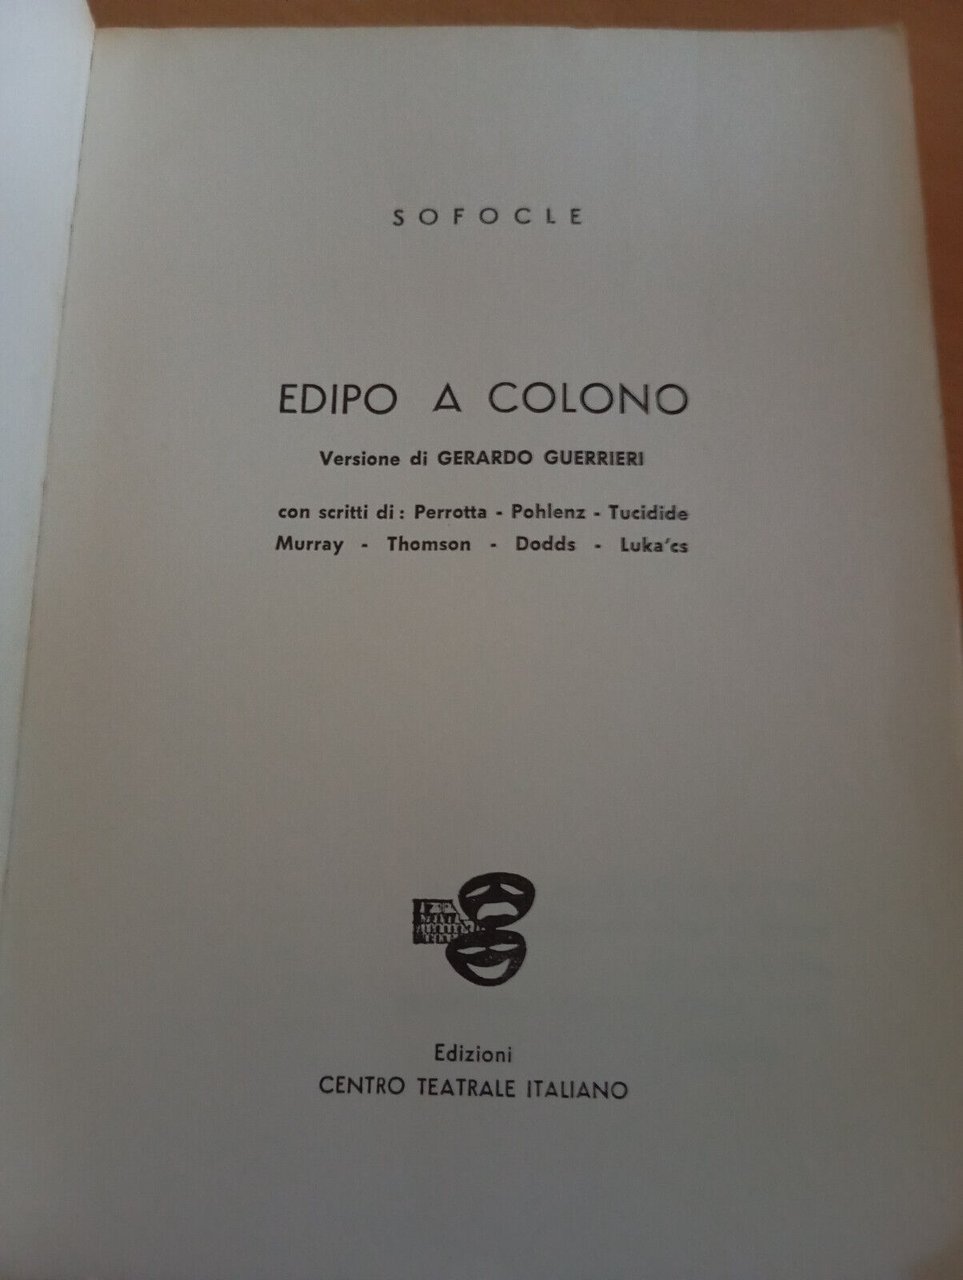 SOFOCLE
EDIPO A COLONO
Versione di GERARDO GUERRIERI
con scritti di: Perrotta - Pohlenz - Tucidide
Murray - Thomson - Dodds - Luka'cs
Edizioni
CENTRO TEATRALE ITALIANO